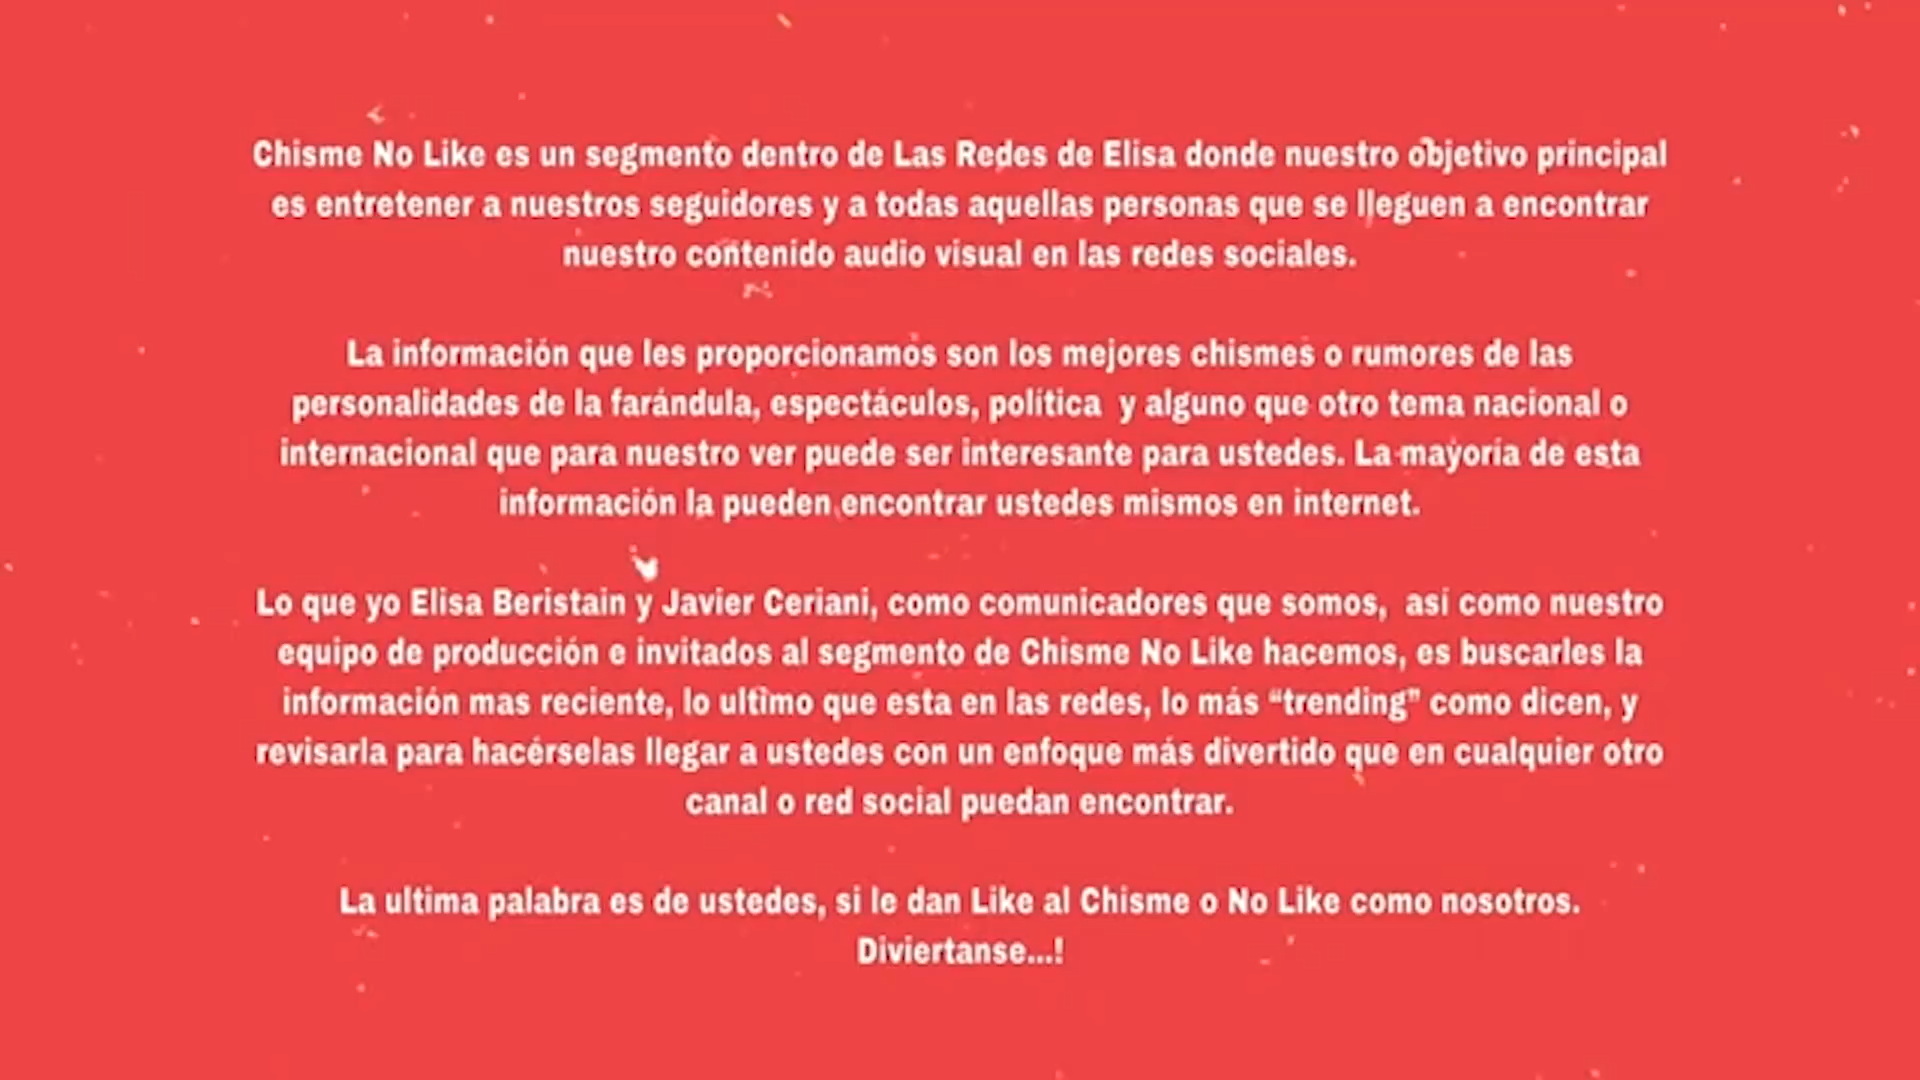 Chisme No Like es un segmento dentro de Las Redes de Elisa donde nuestro objetivo principal
es entretener a nuestros seguidores y a todas aquellas personas que se lleguen a encontrar
nuestro contenido audio visual en las redes sociales.
La información que les proporcionamos son los mejores chismes o rumores de las
personalidades de la farándula, espectáculos, política  y alguno que otro tema nacional o
internacional que para nuestro ver puede ser interesante para ustedes. La mayoría de esta
información la pueden encontrar ustedes mismos en internet.
Lo que yo Elisa Beristain y Javier Ceriani, como comunicadores que somos,  así como nuestro
equipo de producción e invitados al segmento de Chisme No Like hacemos, es buscarles la
información mas reciente, lo ultimo que esta en las redes, lo más “trending” como dicen, y
revisarla para hacérselas llegar a ustedes con un enfoque más divertido que en cualquier otro
canal o red social puedan encontrar.
La ultima palabra es de ustedes, si le dan Like al Chisme o No Like como nosotros.
Diviertanse...!